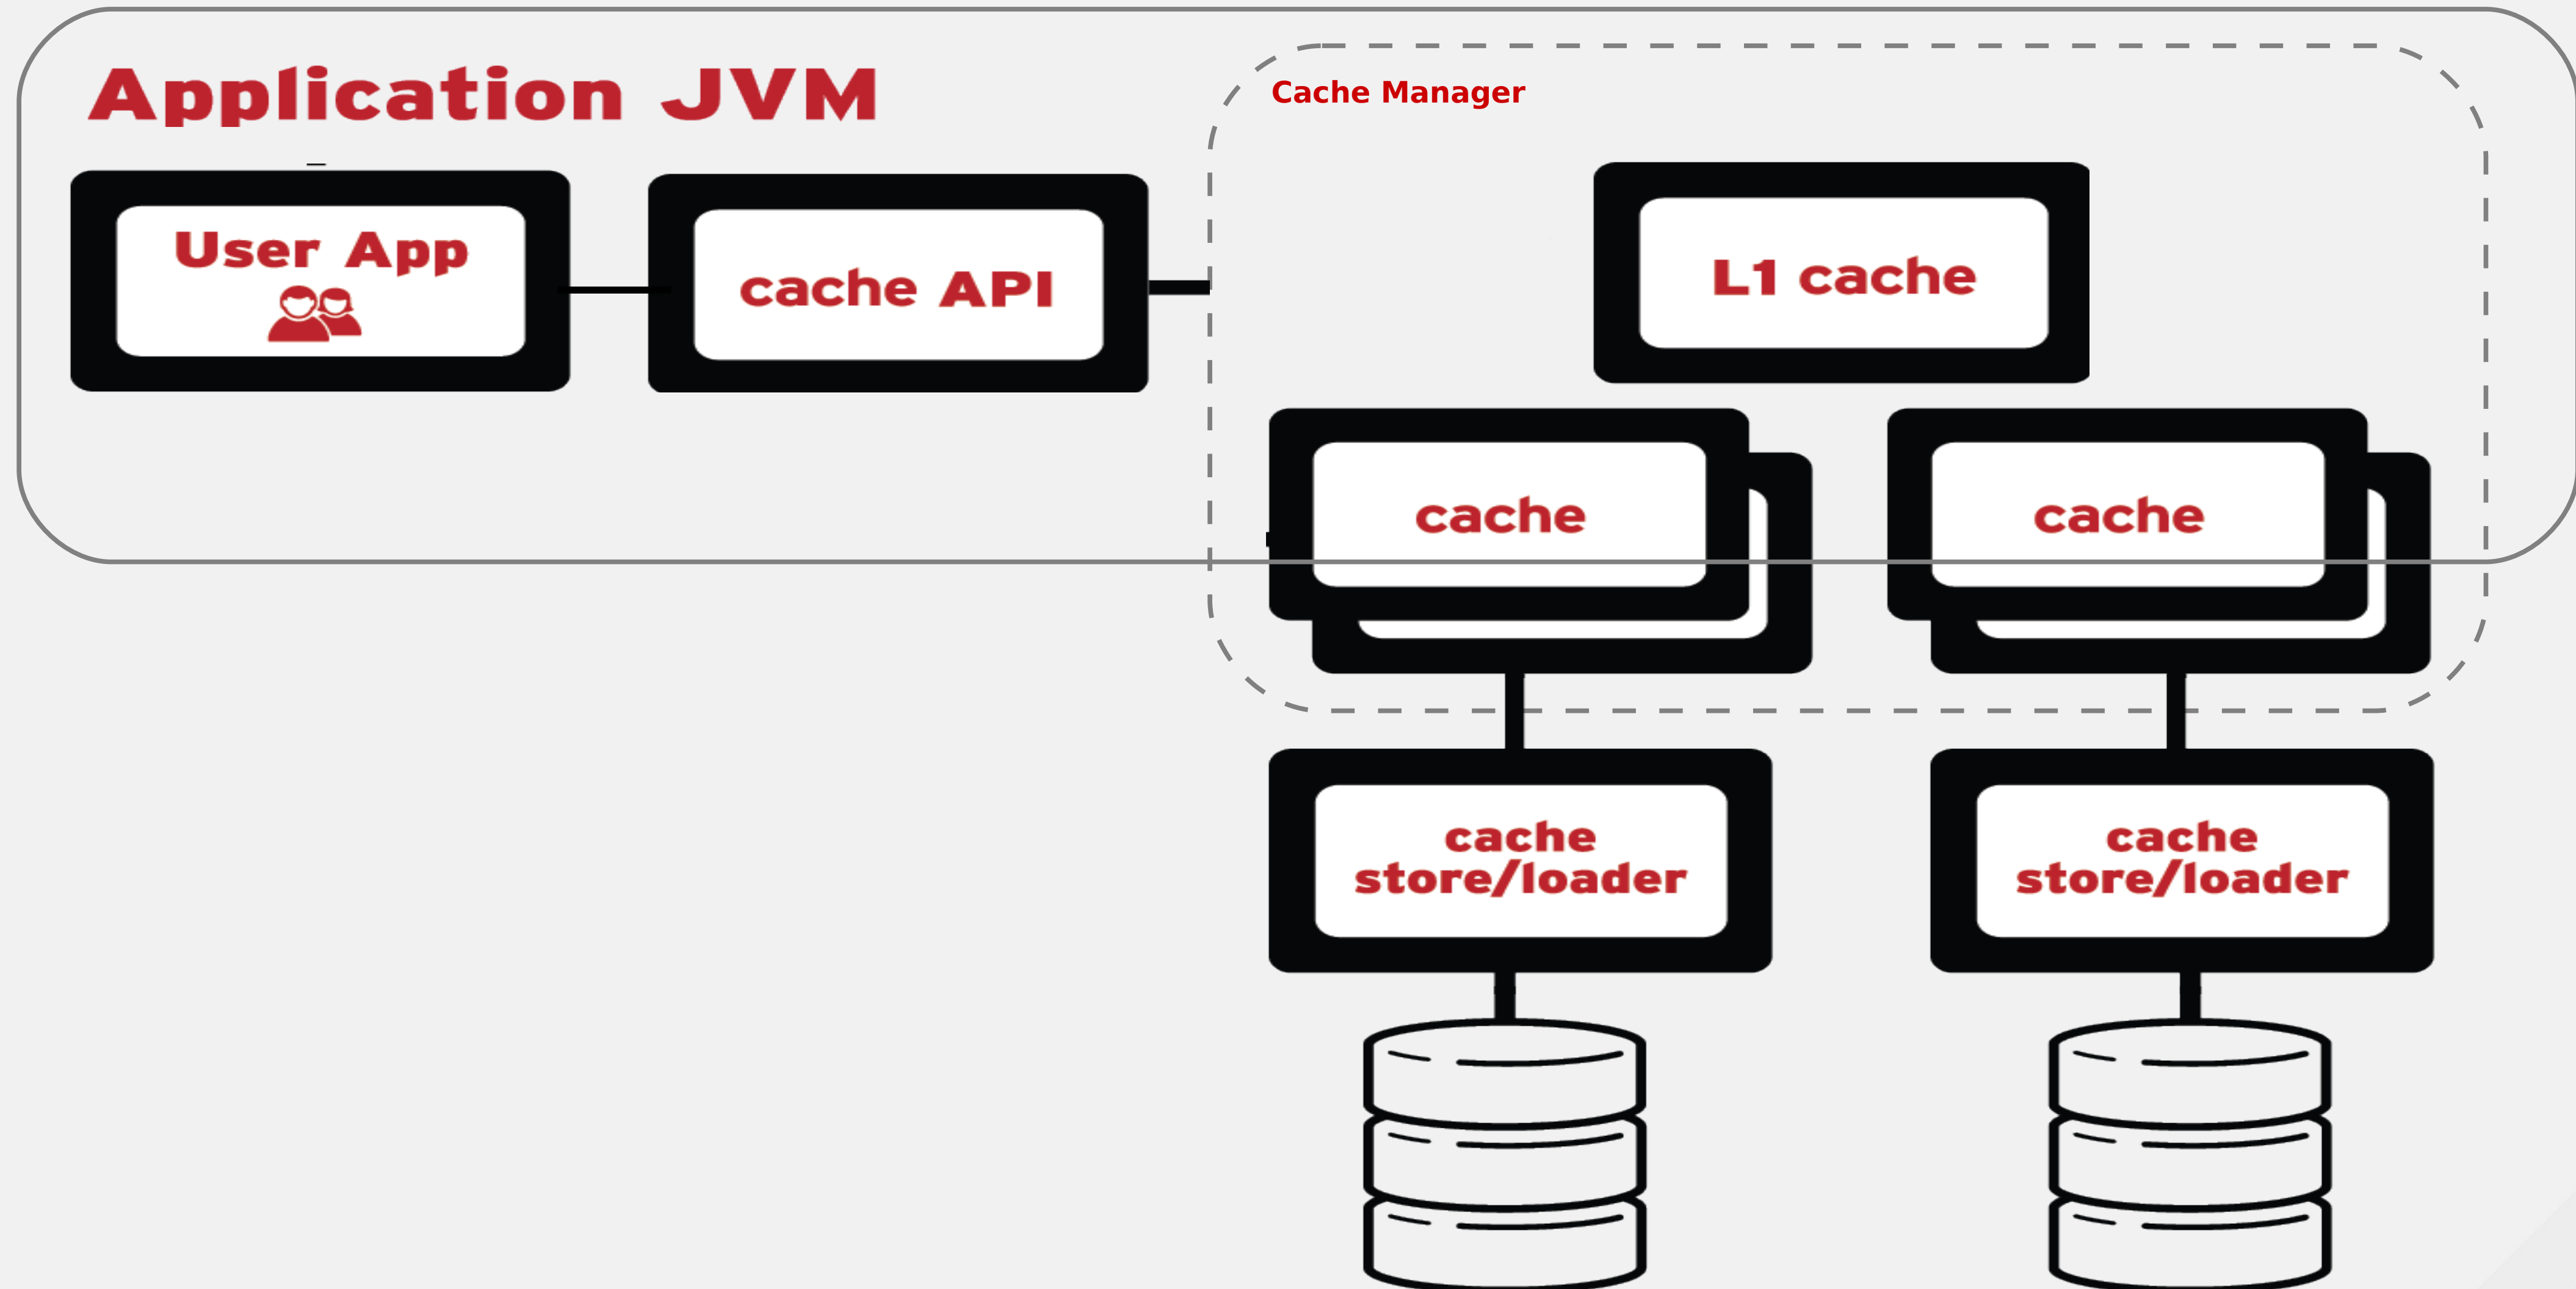 Application JVM
Cache Manager
User App
cache API
L1 cache
cache
cache
cache
store/loader
cache
store/loader